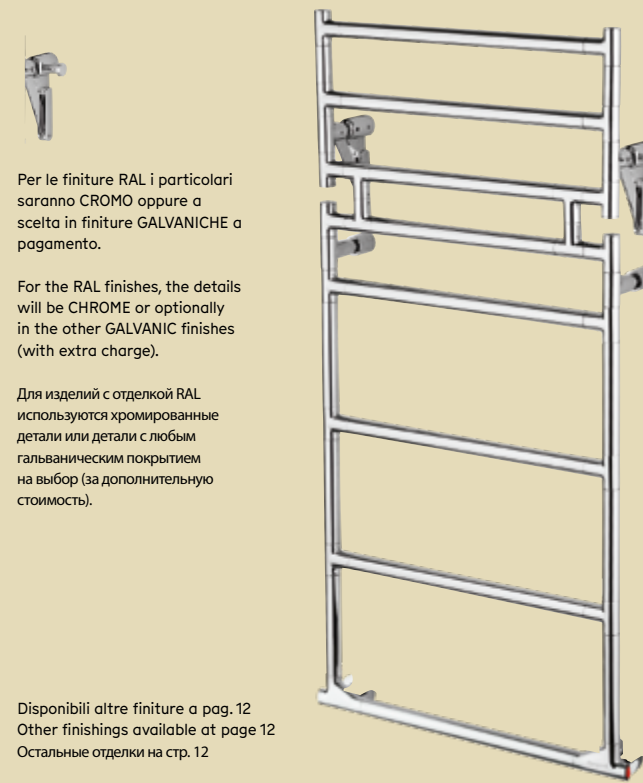 Per le finiture RAL i particolari
saranno CROMO oppure a
scelta in finiture GALVANICHE a
pagamento.
For the RAL finishes, the details
will be CHROME or optionally
in the other GALVANIC finishes
(with extra charge).
Для изделий с отделкой RAL
используются хромированные
детали или детали с любым
гальваническим покрытием
на выбор (за дополнительную
стоимость).
Disponibili altre finiture a pag. 12
Other finishings available at page 12
Остальные отделки на стр. 12